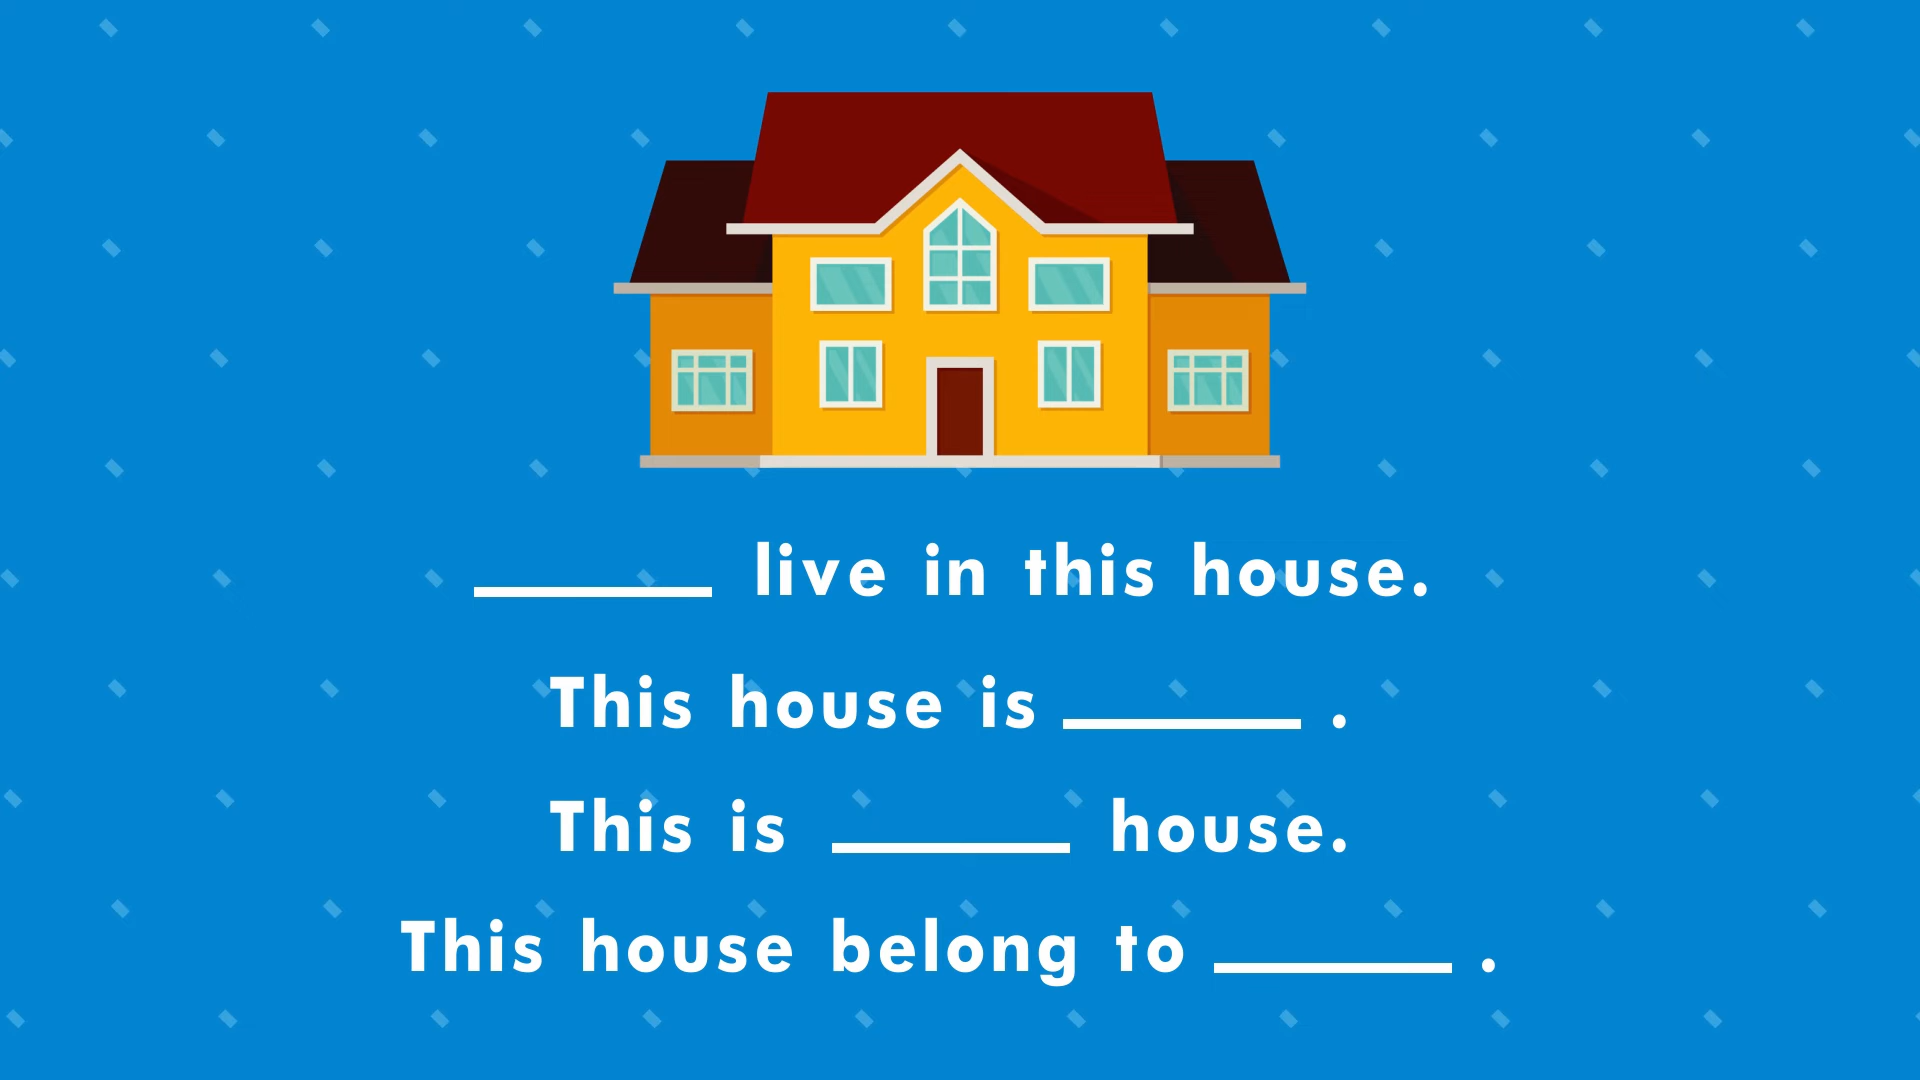 ______ live in this house.
This house is ______ .
This is ______ house.
This house belong to ______ .